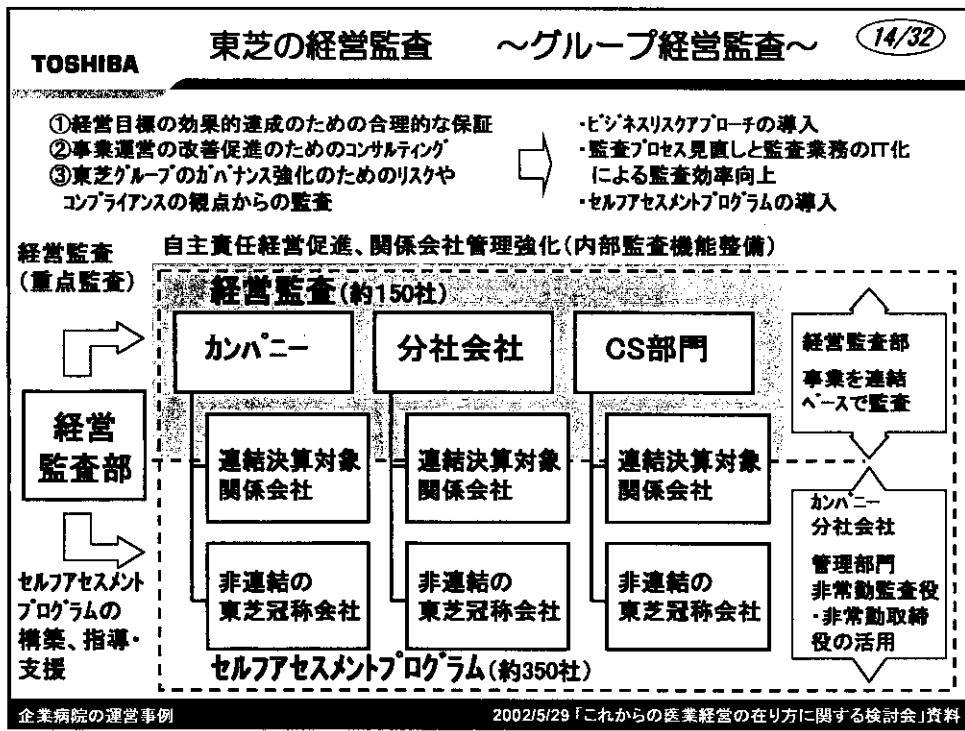 TOSHIBA
東芝の経営監査 ～グループ経営監査～
14/32
①経営目標の効果的達成のための合理的な保証
②事業運営の改善促進のためのコンサルティング
③東芝グループのガバナンス強化のためのリスクや
コンプライアンスの観点からの監査
・ビジネスリスクアプローチの導入
・監査プロセス見直しと監査業務のIT化
による監査効率向上
・セルフアセスメントプログラムの導入
経営監査
(重点監査)
自主責任経営促進、関係会社管理強化(内部監査機能整備)
経営監査(約150社)
カンパニー
分社会社
CS部門
経営監査部
事業を連結
ベースで監査
経営
監査部
連結決算対象
関係会社
連結決算対象
関係会社
連結決算対象
関係会社
カンパニー
分社会社
管理部門
非常勤監査役
・非常勤取締
役の活用
セルフアセスメント
プログラムの
構築、指導・
支援
非連結の
東芝冠称会社
非連結の
東芝冠称会社
非連結の
東芝冠称会社
セルフアセスメントプログラム(約350社)
企業病院の運営事例
2002/5/29「これからの医業経営の在り方に関する検討会」資料